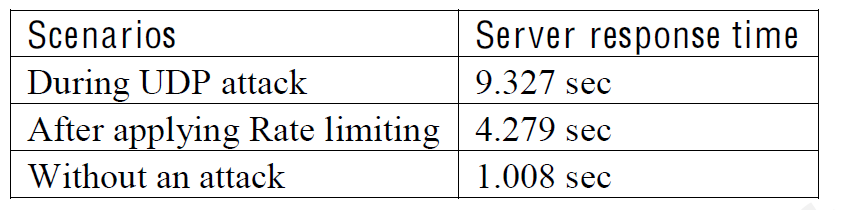 Scenarios Server response time
During UDP attack 9.327 sec
After applying Rate limiting 4.279 sec
Without an attack 1.008 sec